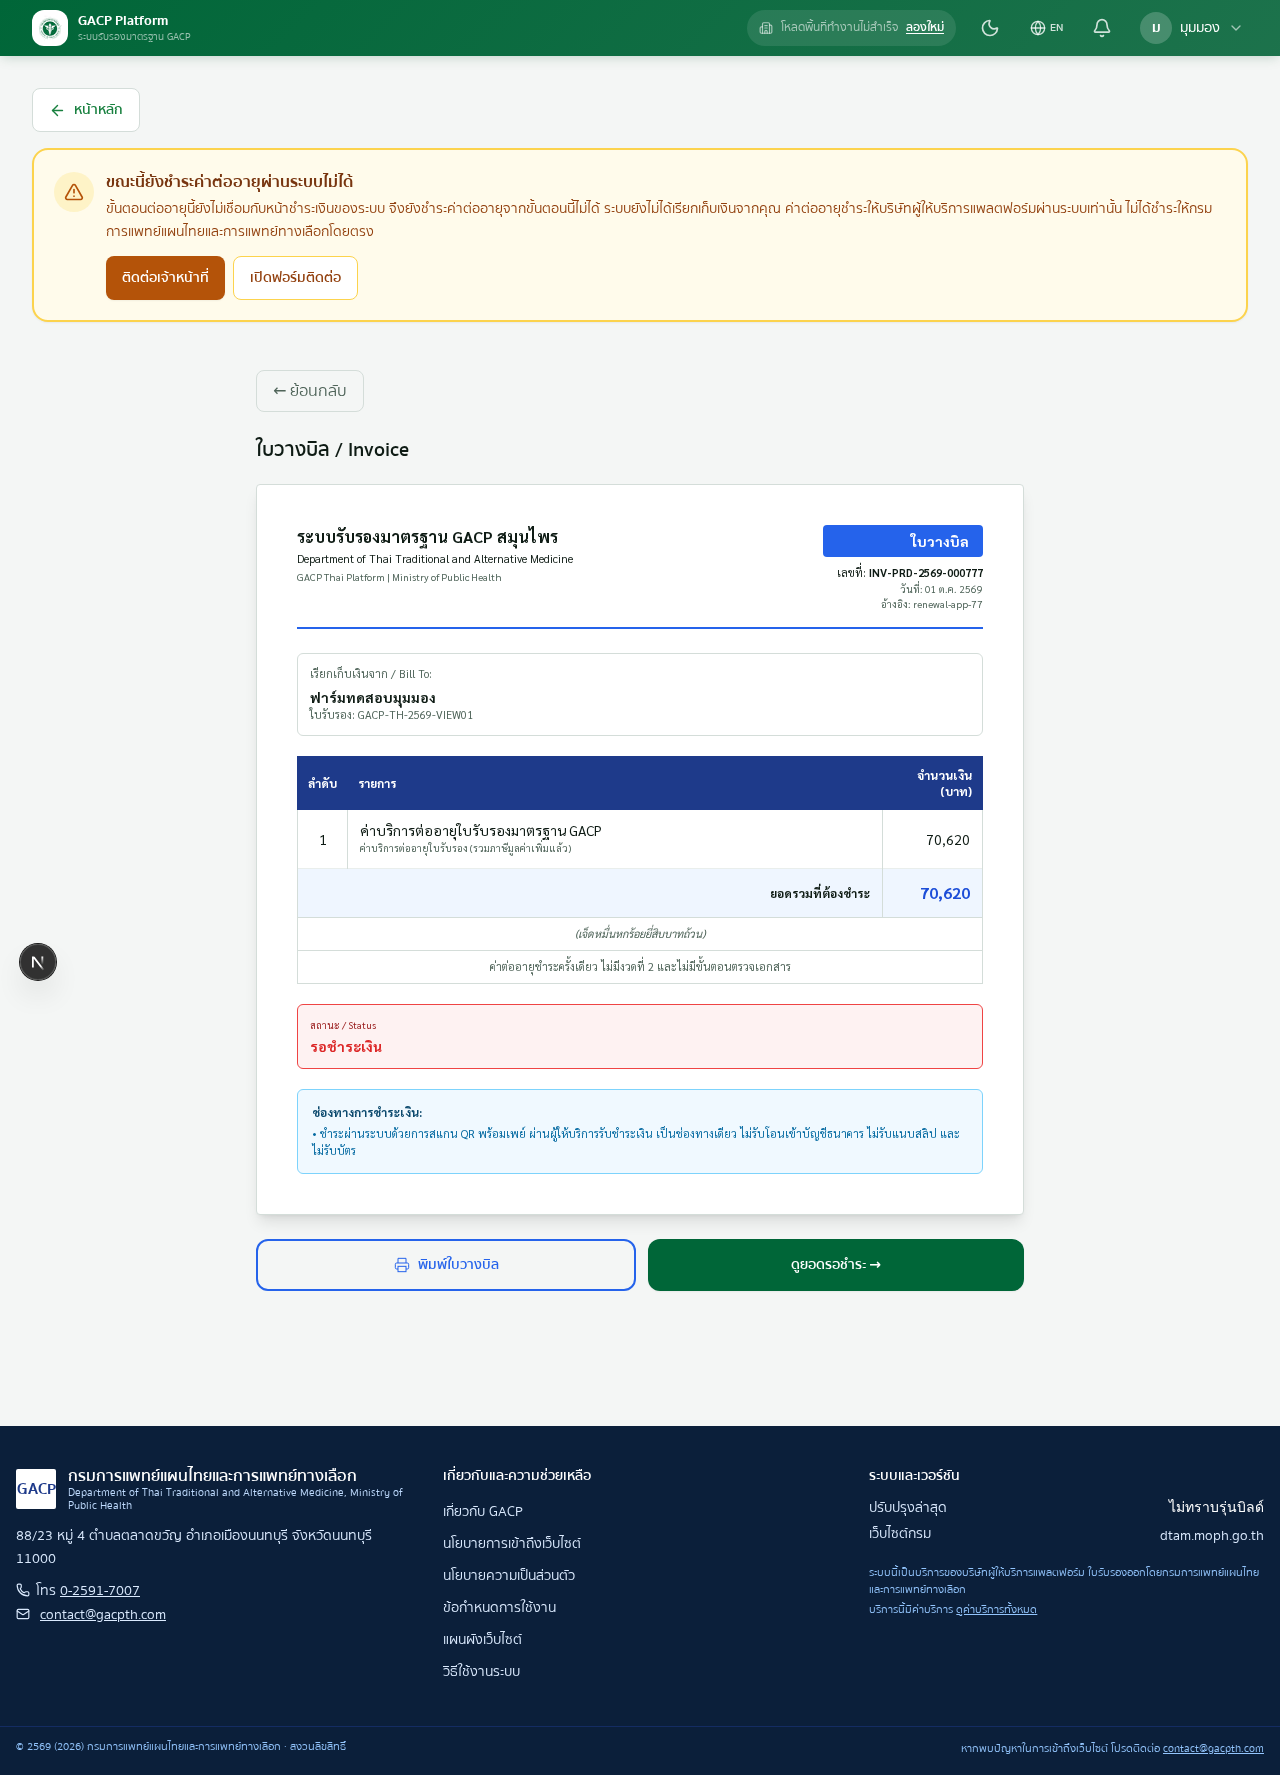 GACP Platform
ระบบรับรองมาตรฐาน GACP
โหลดพื้นที่ทำงานไม่สำเร็จ ลองใหม่
EN
ม มุมมอง
หน้าหลัก
ขณะนี้ยังชำระค่าต่ออายุผ่านระบบไม่ได้
ขั้นตอนต่ออายุนี้ยังไม่เชื่อมกับหน้าชำระเงินของระบบ จึงยังชำระค่าต่ออายุจากขั้นตอนนี้ไม่ได้ ระบบยังไม่ได้เรียกเก็บเงินจากคุณ ค่าต่ออายุชำระให้บริษัทผู้ให้บริการแพลตฟอร์มผ่านระบบเท่านั้น ไม่ได้ชำระให้กรม
การแพทย์แผนไทยและการแพทย์ทางเลือกโดยตรง
ติดต่อเจ้าหน้าที่ เปิดฟอร์มติดต่อ
← ย้อนกลับ
ใบวางบิล / Invoice
ระบบรับรองมาตรฐาน GACP สมุนไพร
Department of Thai Traditional and Alternative Medicine
GACP Thai Platform | Ministry of Public Health
ใบวางบิล
เลขที่: INV-PRD-2569-000777
วันที่: 01 ต.ค. 2569
อ้างอิง: renewal-app-77
เรียกเก็บเงินจาก / Bill To:
ฟาร์มทดสอบมุมมอง
ใบรับรอง: GACP-TH-2569-VIEW01
ลำดับ รายการ จำนวนเงิน
(บาท)
1 ค่าบริการต่ออายุใบรับรองมาตรฐาน GACP 70,620
ค่าบริการต่ออายุใบรับรอง (รวมภาษีมูลค่าเพิ่มแล้ว)
ยอดรวมที่ต้องชำระ 70,620
(เจ็ดหมื่นหกร้อยยี่สิบบาทถ้วน)
ค่าต่ออายุชำระครั้งเดียว ไม่มีงวดที่ 2 และไม่มีขั้นตอนตรวจเอกสาร
สถานะ / Status
รอชำระเงิน
ช่องทางการชำระเงิน:
• ชำระผ่านระบบด้วยการสแกน QR พร้อมเพย์ ผ่านผู้ให้บริการรับชำระเงิน เป็นช่องทางเดียว ไม่รับโอนเข้าบัญชีธนาคาร ไม่รับแนบสลิป และ
ไม่รับบัตร
พิมพ์ใบวางบิล
ดูยอดรอชำระ →
GACP
กรมการแพทย์แผนไทยและการแพทย์ทางเลือก
Department of Thai Traditional and Alternative Medicine, Ministry of
Public Health
88/23 หมู่ 4 ตำบลตลาดขวัญ อำเภอเมืองนนทบุรี จังหวัดนนทบุรี
11000
โทร 0-2591-7007
contact@gacpth.com
เกี่ยวกับและความช่วยเหลือ
เกี่ยวกับ GACP
นโยบายการเข้าถึงเว็บไซต์
นโยบายความเป็นส่วนตัว
ข้อกำหนดการใช้งาน
แผนผังเว็บไซต์
วิธีใช้งานระบบ
ระบบและเวอร์ชัน
ปรับปรุงล่าสุด ไม่ทราบรุ่นบิลด์
เว็บไซต์กรม dtam.moph.go.th
ระบบนี้เป็นบริการของบริษัทผู้ให้บริการแพลตฟอร์ม ใบรับรองออกโดยกรมการแพทย์แผนไทย
และการแพทย์ทางเลือก
บริการนี้มีค่าบริการ ดูค่าบริการทั้งหมด
© 2569 (2026) กรมการแพทย์แผนไทยและการแพทย์ทางเลือก · สงวนลิขสิทธิ์
หากพบปัญหาในการเข้าถึงเว็บไซต์ โปรดติดต่อ contact@gacpth.com